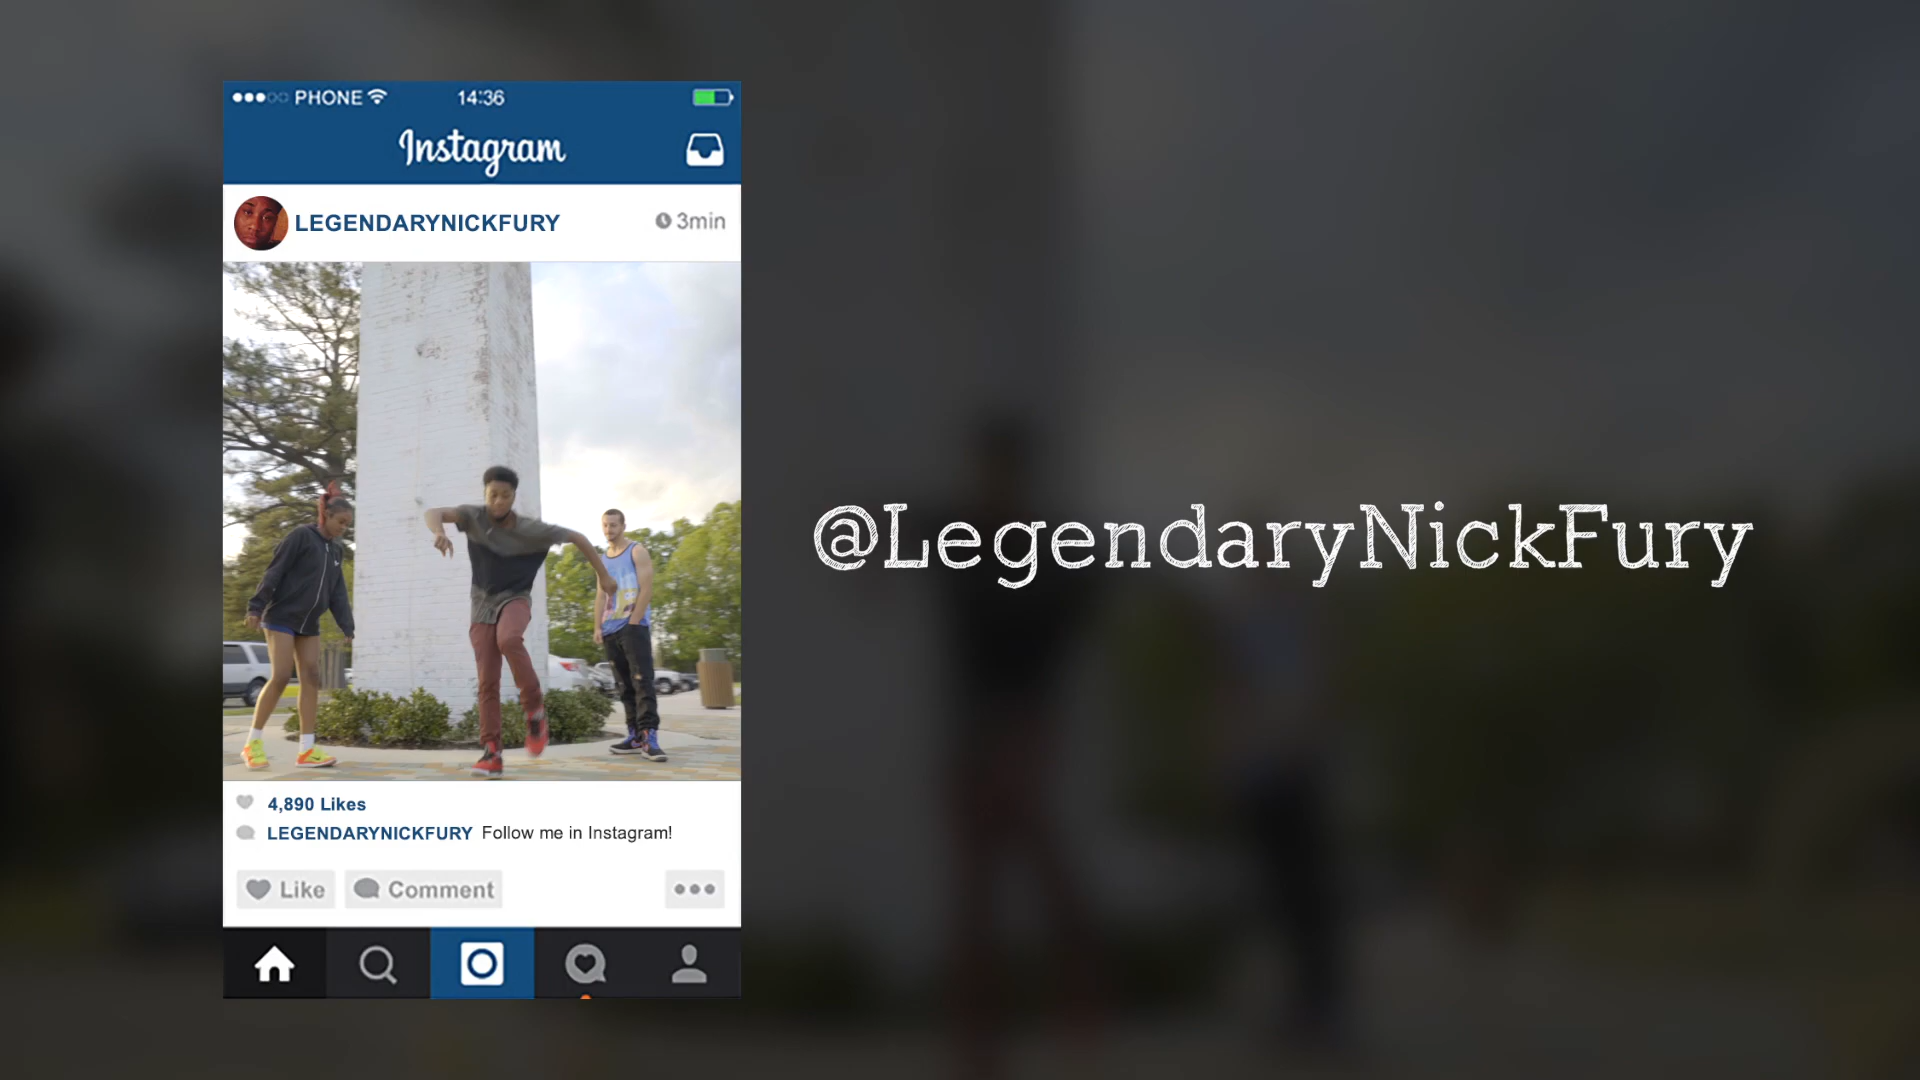 PHONE 14:36
Instagram
LEGENDARYNICKFURY 3min
@LegendaryNickFury
4,890 Likes
LEGENDARYNICKFURY Follow me in Instagram!
Like Comment